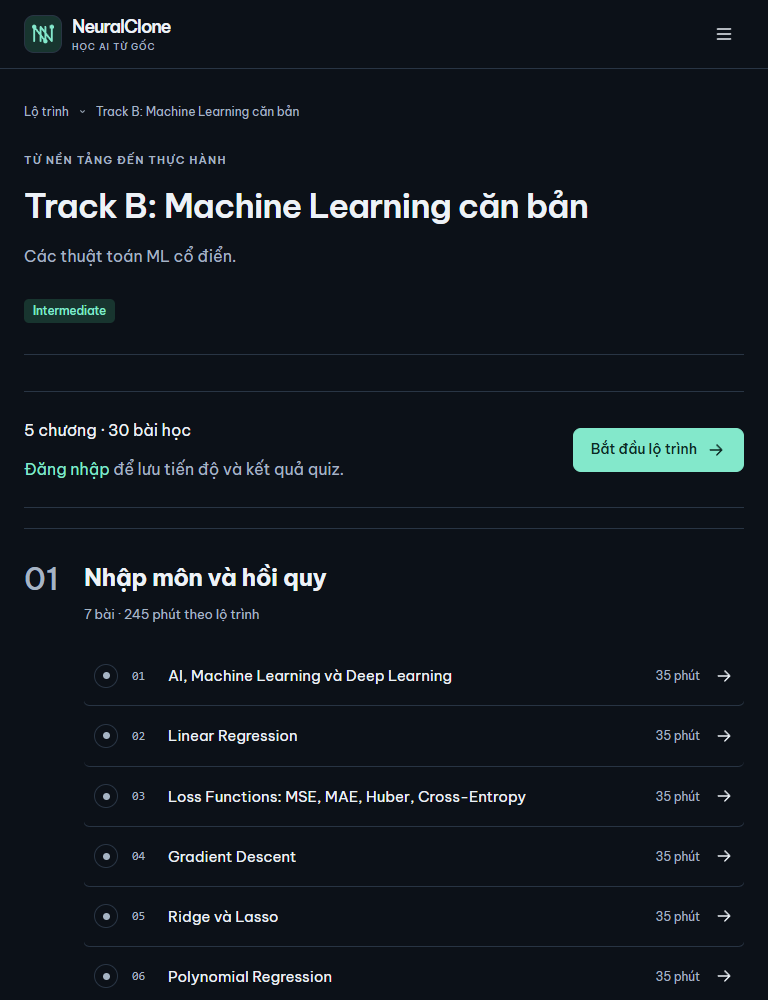 NeuralClone
HỌC AI TỪ GỐC
Lộ trình
Track B: Machine Learning căn bản
TỪ NỀN TẢNG ĐẾN THỰC HÀNH
Track B: Machine Learning căn bản
Các thuật toán ML cổ điển.
Intermediate
5 chương · 30 bài học
Đăng nhập để lưu tiến độ và kết quả quiz.
Bắt đầu lộ trình →
01 Nhập môn và hồi quy
7 bài · 245 phút theo lộ trình
01 AI, Machine Learning và Deep Learning 35 phút →
02 Linear Regression 35 phút →
03 Loss Functions: MSE, MAE, Huber, Cross-Entropy 35 phút →
04 Gradient Descent 35 phút →
05 Ridge và Lasso 35 phút →
06 Polynomial Regression 35 phút →